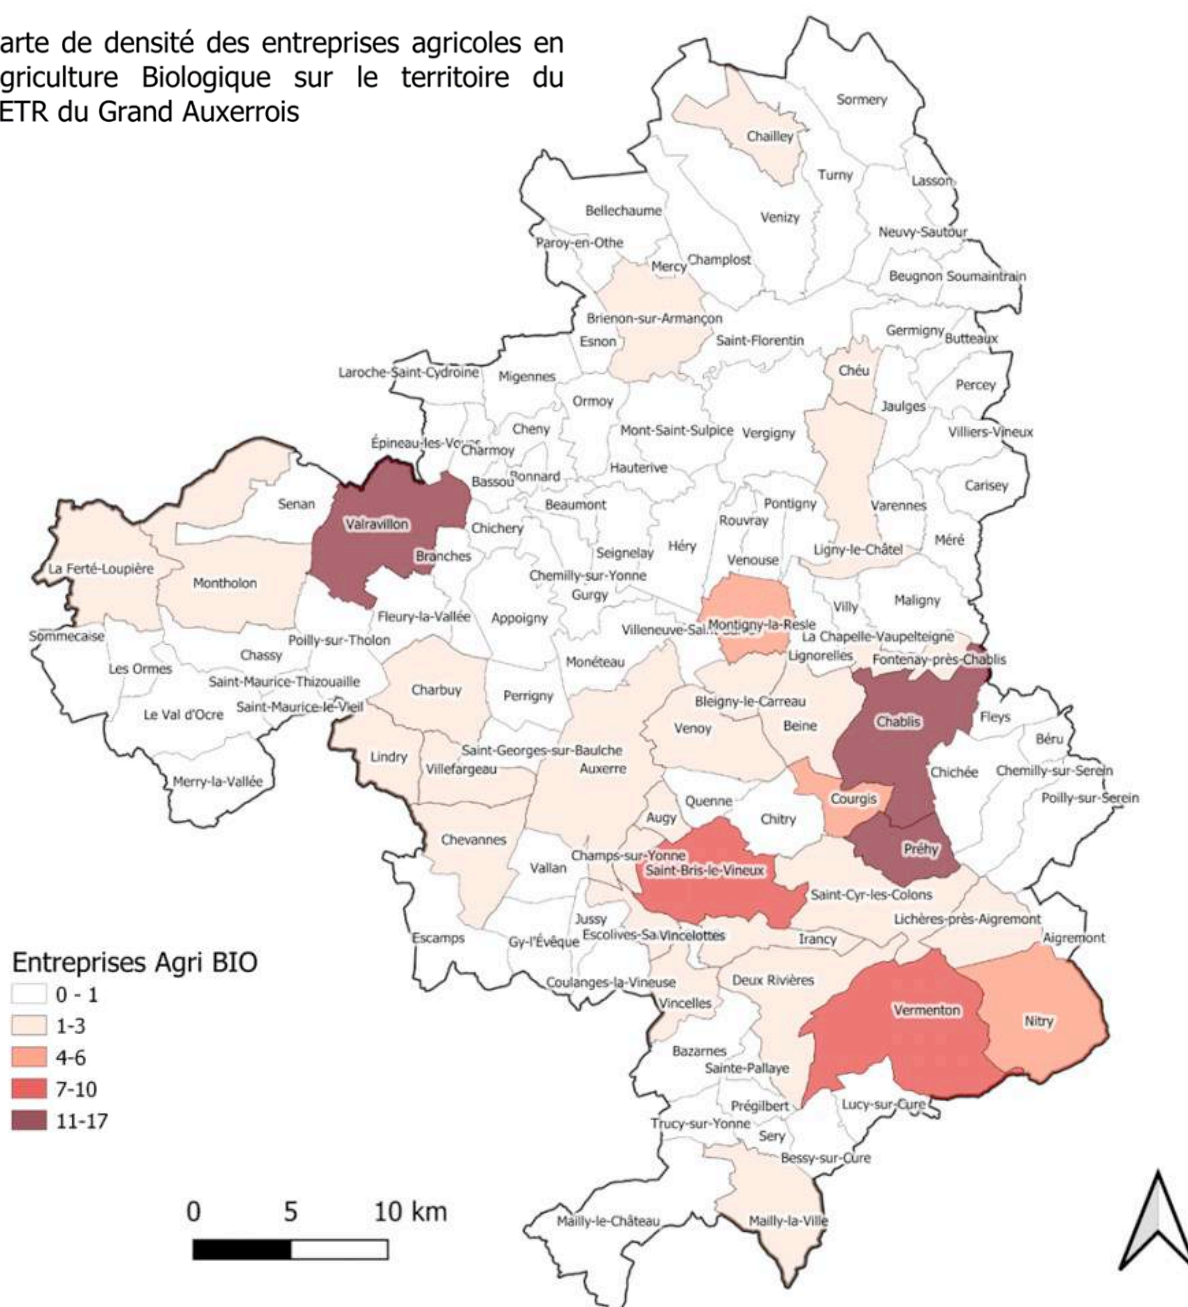 arte de densité des entreprises agricoles en
griculture Biologique sur le territoire du
ETR du Grand Auxerrois
Sormery
Chailley
Turny
Lasson
Bellechaume
Venizy
Neuvy-Sautour
Paroy-en-Othe
Champlost
Mercy
Beugnon Soumaintrain
Brienon-sur-Armançon
Germigny
Butteaux
Esnon
Saint-Florentin
Laroche-Saint-Cydroine
Migennes
Chéu
Percey
Ormoy
Jaulges
Cheny
Mont-Saint-Sulpice
Vergigny
Villiers-Vineux
Charmoy
Hauterive
Bassou
Bonnard
Carisey
Senan
Beaumont
Pontigny
Varennes
Valravillon
Chichery
Rouvray
Méré
Branches
Seignelay
Héry
Venouse
Ligny-le-Châtel
La Ferté-Loupière
Montholon
Chemilly-sur-Yonne
Gurgy
Maligny
Villy
Fleury-la-Vallée
Appoigny
Montigny-la-Resle
Sommecaise
Poilly-sur-Tholon
La Chapelle-Vaupelteigne
Chassy
Lignorelles
Fontenay-près-Chablis
Les Ormes
Monéteau
Saint-Maurice-Thizouaille
Charbuy
Perrigny
Bleigny-le-Carreau
Saint-Maurice-le-Vieil
Le Val d'Ocre
Venoy
Beine
Chablis
Fleys
Béru
Lindry
Saint-Georges-sur-Baulche
Villefargeau
Auxerre
Chichée
Chemilly-sur-Serein
Merry-la-Vallée
Quenne
Courgis
Poilly-sur-Serein
Augy
Chitry
Chevannes
Préhy
Vallan
Champs-sur-Yonne
Saint-Bris-le-Vineux
Saint-Cyr-les-Colons
Jussy
Lichères-près-Aigremont
Escamps
Gy-l'Évêque
Escolives-Sa
Vincelottes
Irancy
Aigremont
Coulanges-la-Vineuse
Deux Rivières
Vincelles
Vermenton
Nitry
Bazarnes
Sainte-Pallaye
Prégilbert
Lucy-sur-Cure
Trucy-sur-Yonne
Sery
Bessy-sur-Cure
Mailly-le-Château
Mailly-la-Ville
Entreprises Agri BIO
0 - 1
1-3
4-6
7-10
11-17
0 5 10 km